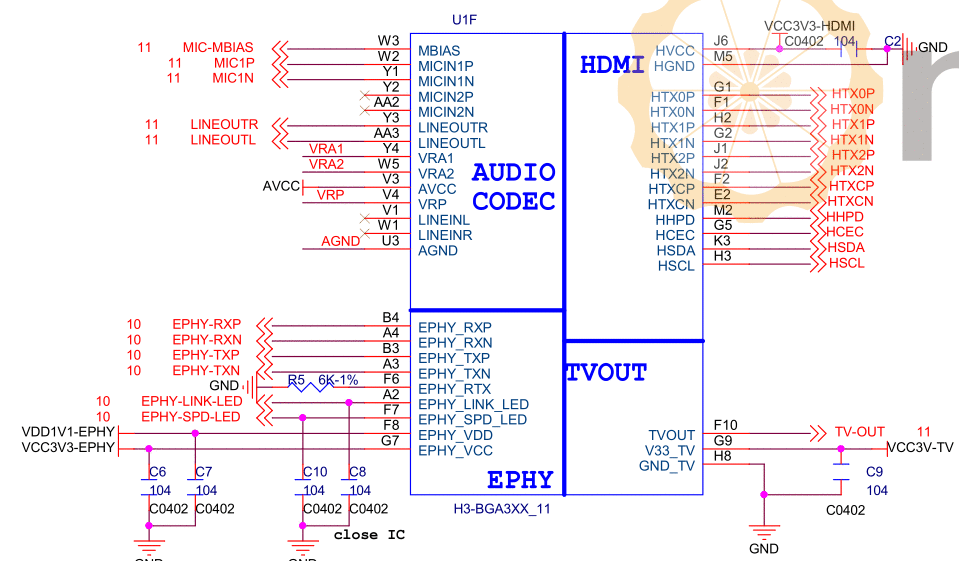 U1F
11 MIC-MBIAS W3 MBIAS
11 MIC1P W2 MICIN1P
11 MIC1N Y1 MICIN1N
Y2 MICIN2P
AA2 MICIN2N
11 LINEOUTR Y3 LINEOUTR
11 LINEOUTL AA3 LINEOUTL
VRA1 Y4 VRA1
VRA2 W5 VRA2
AVCC V3 AVCC
VRP V4 VRP
V1 LINEINL
W1 LINEINR
AGND U3 AGND
AUDIO
CODEC
HDMI
VCC3V3-HDMI
HVCC J6 C0402 104 C2 GND
HGND M5
HTX0P G1 HTX0P
HTX0N F1 HTX0N
HTX1P H2 HTX1P
HTX1N G2 HTX1N
HTX2P J1 HTX2P
HTX2N J2 HTX2N
HTXCP F2 HTXCP
HTXCN E2 HTXCN
HHPD M2 HHPD
HCEC G5 HCEC
HSDA K3 HSDA
HSCL H3 HSCL
10 EPHY-RXP B4 EPHY_RXP
10 EPHY-RXN A4 EPHY_RXN
10 EPHY-TXP B3 EPHY_TXP
10 EPHY-TXN A3 EPHY_TXN
GND R5 6K-1% F6 EPHY_RTX
10 EPHY-LINK-LED A2 EPHY_LINK_LED
10 EPHY-SPD-LED F7 EPHY_SPD_LED
VDD1V1-EPHY F8 EPHY_VDD
VCC3V3-EPHY G7 EPHY_VCC
EPHY
TVOUT
TVOUT F10 TV-OUT 11
V33_TV G9 VCC3V-TV
GND_TV H8
C6 C7 C10 C8 C9
104 104 104 104 104
C0402 C0402 C0402 C0402 C0402
H3-BGA3XX_11
close IC
GND
GND GND